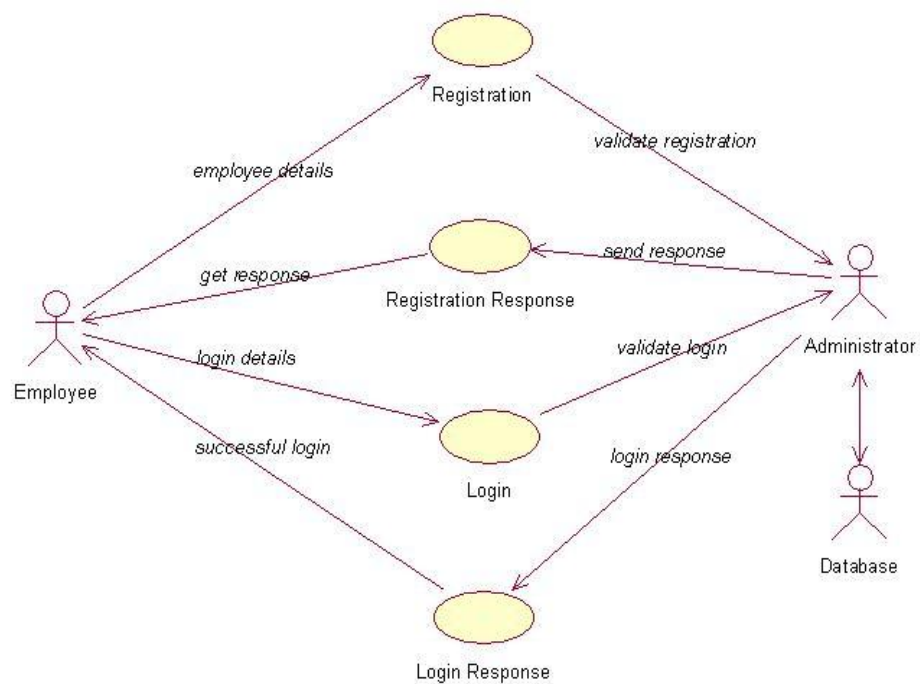 Registration
validate registration
employee details
send response
get response
Registration Response
Administrator
login details
validate login
Employee
successful login
login response
Login
Database
Login Response